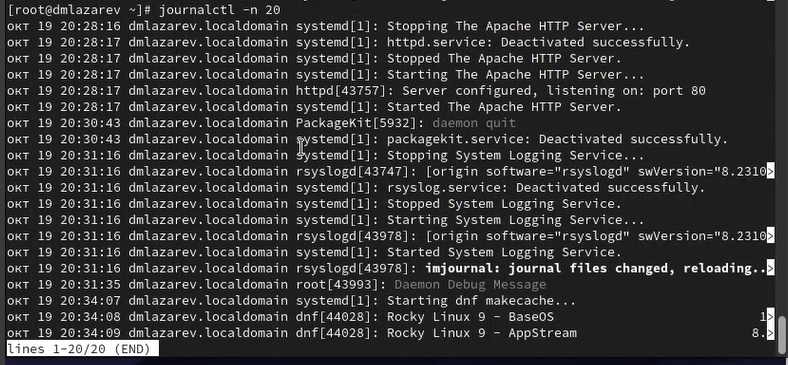 [root@dmlazarev ~]# journalctl -n 20
окт 19 20:28:16 dmlazarev.localdomain systemd[1]: Stopping The Apache HTTP Server...
окт 19 20:28:17 dmlazarev.localdomain systemd[1]: httpd.service: Deactivated successfully.
окт 19 20:28:17 dmlazarev.localdomain systemd[1]: Stopped The Apache HTTP Server.
окт 19 20:28:17 dmlazarev.localdomain systemd[1]: Starting The Apache HTTP Server...
окт 19 20:28:17 dmlazarev.localdomain httpd[43757]: Server configured, listening on: port 80
окт 19 20:28:17 dmlazarev.localdomain systemd[1]: Started The Apache HTTP Server.
окт 19 20:30:43 dmlazarev.localdomain PackageKit[5932]: daemon quit
окт 19 20:30:43 dmlazarev.localdomain systemd[1]: packagekit.service: Deactivated successfully.
окт 19 20:31:16 dmlazarev.localdomain systemd[1]: Stopping System Logging Service...
окт 19 20:31:16 dmlazarev.localdomain rsyslogd[43747]: [origin software="rsyslogd" swVersion="8.2310>
окт 19 20:31:16 dmlazarev.localdomain systemd[1]: rsyslog.service: Deactivated successfully.
окт 19 20:31:16 dmlazarev.localdomain systemd[1]: Stopped System Logging Service.
окт 19 20:31:16 dmlazarev.localdomain systemd[1]: Starting System Logging Service...
окт 19 20:31:16 dmlazarev.localdomain rsyslogd[43978]: [origin software="rsyslogd" swVersion="8.2310>
окт 19 20:31:16 dmlazarev.localdomain systemd[1]: Started System Logging Service.
окт 19 20:31:16 dmlazarev.localdomain rsyslogd[43978]: imjournal: journal files changed, reloading..>
окт 19 20:31:35 dmlazarev.localdomain root[43993]: Daemon Debug Message
окт 19 20:34:07 dmlazarev.localdomain systemd[1]: Starting dnf makecache...
окт 19 20:34:08 dmlazarev.localdomain dnf[44028]: Rocky Linux 9 - BaseOS 1>
окт 19 20:34:09 dmlazarev.localdomain dnf[44028]: Rocky Linux 9 - AppStream 8.>
lines 1-20/20 (END)